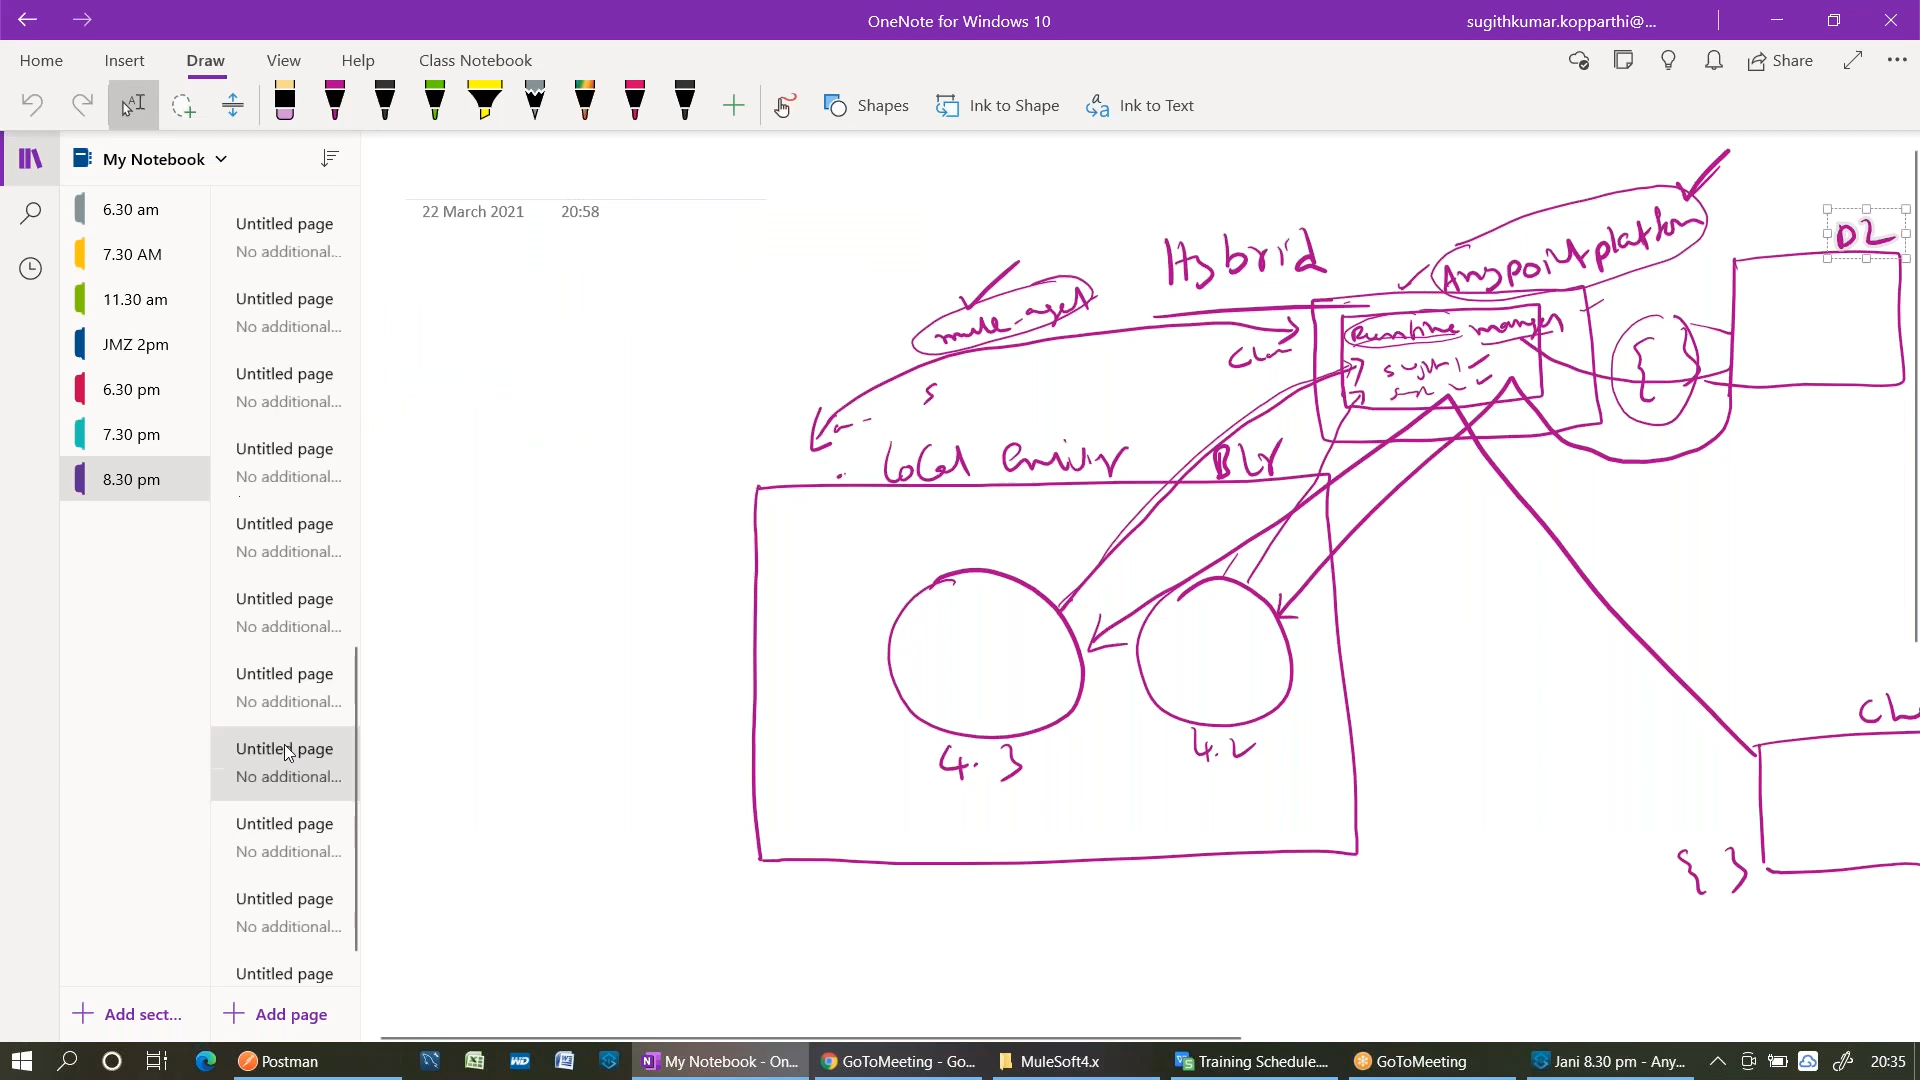 OneNote for Windows 10
sugithkumar.kopparthi@...
Home Insert Draw View Help Class Notebook
Share
Shapes
Ink to Shape
Ink to Text
My Notebook
6.30 am
7.30 AM
11.30 am
JMZ 2pm
6.30 pm
7.30 pm
8.30 pm
Add sect...
Untitled page
No additional...
Untitled page
No additional...
Untitled page
No additional...
Untitled page
No additional...
Untitled page
No additional...
Untitled page
No additional...
Untitled page
No additional...
Untitled page
No additional...
Untitled page
No additional...
Untitled page
No additional...
Untitled page
Add page
22 March 2021 20:58
Hybrid
Anypoint platform
DL
mule-agent
Runtime manager
S
Local
BLr
4.3
4.2
{ }
Postman
My Notebook - On...
GoToMeeting - Go...
MuleSoft4.x
Training Schedule....
GoToMeeting
Jani 8.30 pm - Any...
20:35